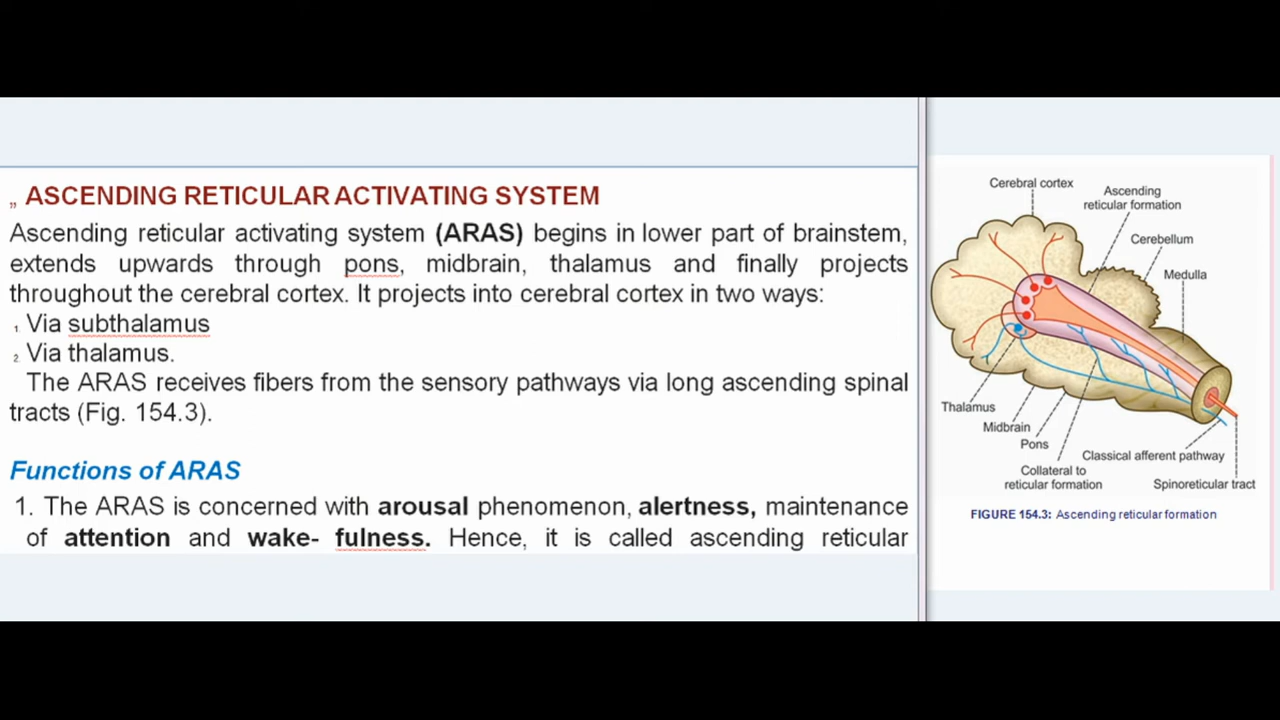 „ ASCENDING RETICULAR ACTIVATING SYSTEM
Ascending reticular activating system (ARAS) begins in lower part of brainstem,
extends upwards through pons, midbrain, thalamus and finally projects
throughout the cerebral cortex. It projects into cerebral cortex in two ways:
1. Via subthalamus
2. Via thalamus.
The ARAS receives fibers from the sensory pathways via long ascending spinal
tracts (Fig. 154.3).
Functions of ARAS
1. The ARAS is concerned with arousal phenomenon, alertness, maintenance
of attention and wake- fulness. Hence, it is called ascending reticular
Cerebral cortex
Ascending
reticular formation
Cerebellum
Medulla
Thalamus
Midbrain
Pons
Classical afferent pathway
Collateral to
reticular formation
Spinoreticular tract
FIGURE 154.3: Ascending reticular formation